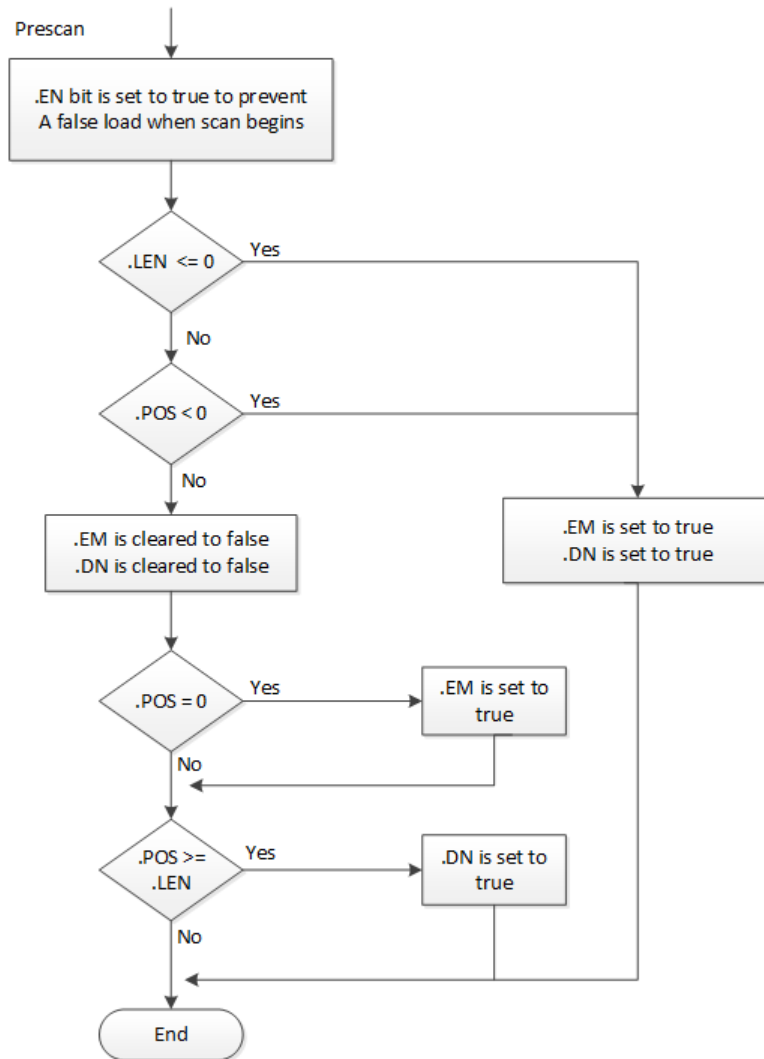 Prescan
.EN bit is set to true to prevent
A false load when scan begins
.LEN <= 0
Yes
No
.POS < 0
Yes
No
.EM is cleared to false
.DN is cleared to false
.EM is set to true
.DN is set to true
.POS = 0
Yes
.EM is set to
true
No
.POS >=
.LEN
Yes
.DN is set to
true
No
End